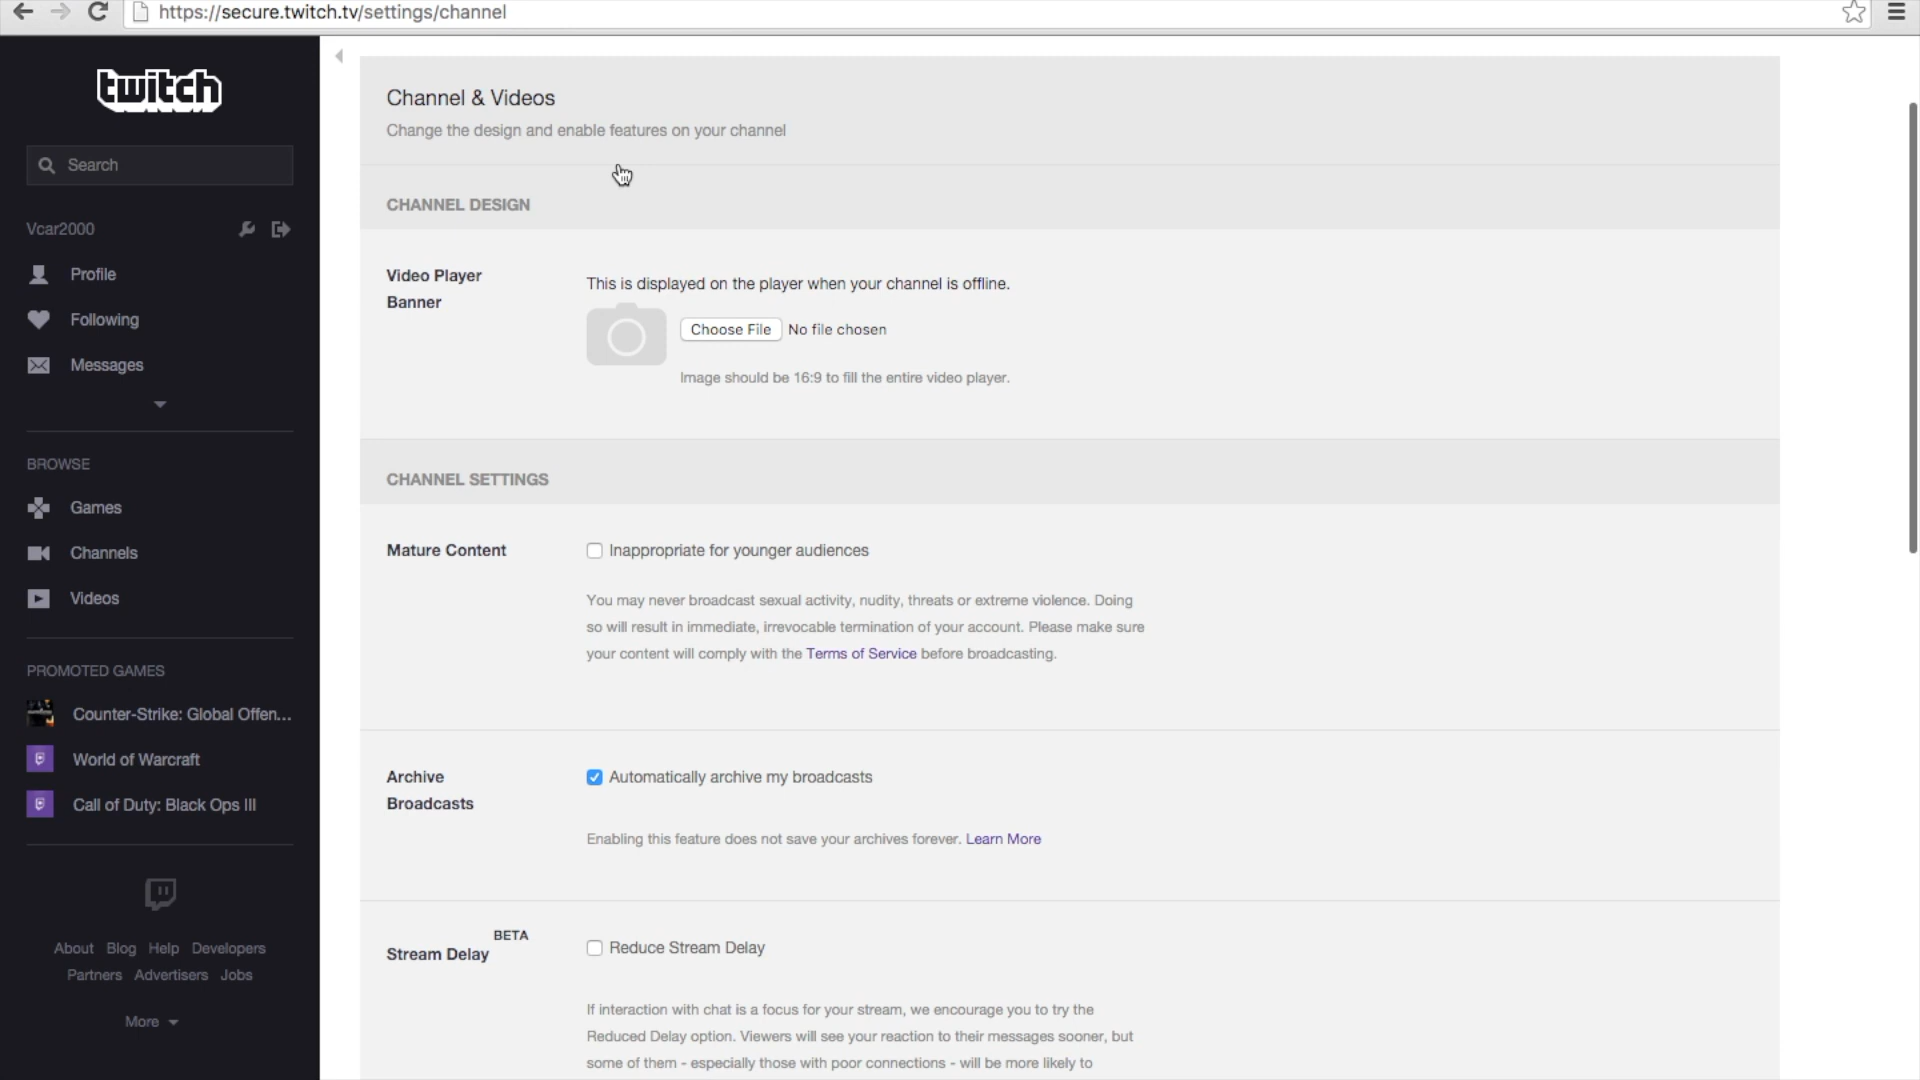 https://secure.twitch.tv/settings/channel
twitch
Search
Vcar2000
Profile
Following
Messages
BROWSE
Games
Channels
Videos
PROMOTED GAMES
Counter-Strike: Global Offen...
World of Warcraft
Call of Duty: Black Ops III
About Blog Help Developers
Partners Advertisers Jobs
More
Channel & Videos
Change the design and enable features on your channel
CHANNEL DESIGN
Video Player
Banner
This is displayed on the player when your channel is offline.
Choose File No file chosen
Image should be 16:9 to fill the entire video player.
CHANNEL SETTINGS
Mature Content
Inappropriate for younger audiences
You may never broadcast sexual activity, nudity, threats or extreme violence. Doing
so will result in immediate, irrevocable termination of your account. Please make sure
your content will comply with the Terms of Service before broadcasting.
Archive
Broadcasts
Automatically archive my broadcasts
Enabling this feature does not save your archives forever. Learn More
Stream Delay BETA
Reduce Stream Delay
If interaction with chat is a focus for your stream, we encourage you to try the
Reduced Delay option. Viewers will see your reaction to their messages sooner, but
some of them - especially those with poor connections - will be more likely to